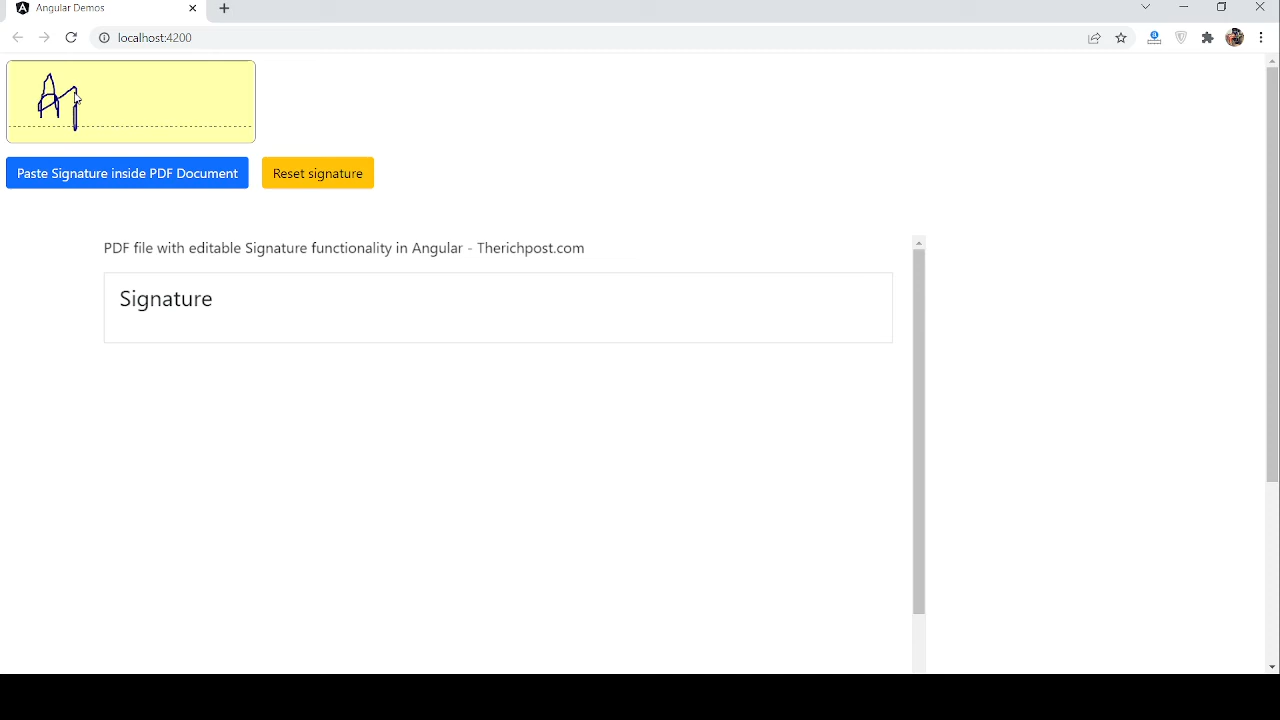 Angular Demos
localhost:4200
Paste Signature inside PDF Document
Reset signature
PDF file with editable Signature functionality in Angular - Therichpost.com
Signature